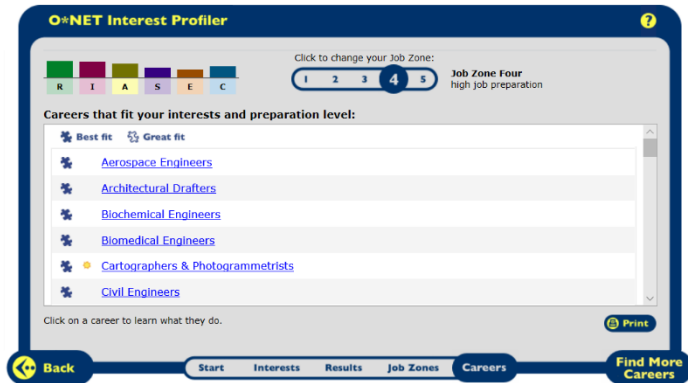 O*NET Interest Profiler
?
Click to change your Job Zone:
1 2 3 4 5
Job Zone Four
high job preparation
R I A S E C
Careers that fit your interests and preparation level:
Best fit Great fit
Aerospace Engineers
Architectural Drafters
Biochemical Engineers
Biomedical Engineers
Cartographers & Photogrammetrists
Civil Engineers
Click on a career to learn what they do.
Print
Back
Start Interests Results Job Zones Careers
Find More
Careers